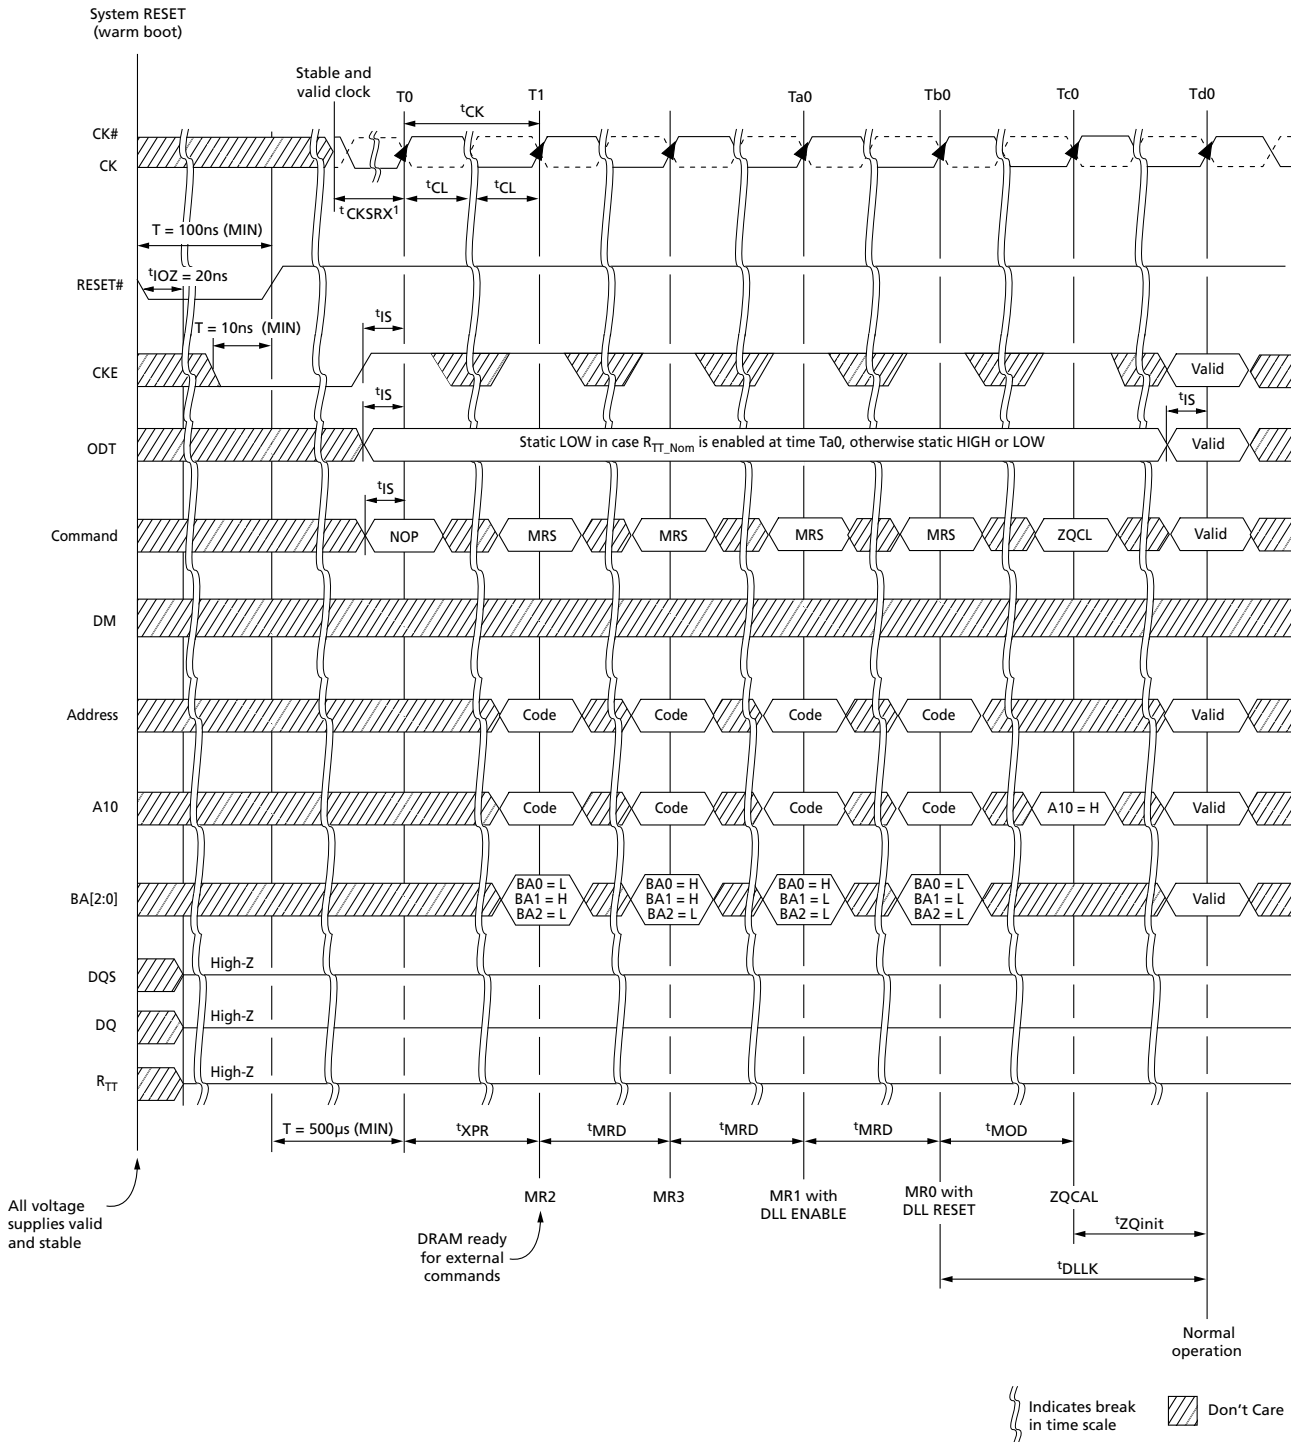 System RESET
(warm boot)
Stable and
valid clock
T0
T1
Ta0
Tb0
Tc0
Td0
tCK
CK#
CK
tCL
tCL
tCKSRX1
T = 100ns (MIN)
tIOZ = 20ns
RESET#
tIS
T = 10ns (MIN)
CKE
Valid
tIS
tIS
ODT
Static LOW in case RTT_Nom is enabled at time Ta0, otherwise static HIGH or LOW
Valid
tIS
Command
NOP
MRS
MRS
MRS
MRS
ZQCL
Valid
DM
Address
Code
Code
Code
Code
Valid
A10
Code
Code
Code
Code
A10 = H
Valid
BA[2:0]
BA0 = L
BA1 = H
BA2 = L
BA0 = H
BA1 = H
BA2 = L
BA0 = H
BA1 = L
BA2 = L
BA0 = L
BA1 = L
BA2 = L
Valid
DQS
High-Z
DQ
High-Z
RTT
High-Z
T = 500µs (MIN)
tXPR
tMRD
tMRD
tMRD
tMOD
All voltage
supplies valid
and stable
MR2
MR3
MR1 with
DLL ENABLE
MR0 with
DLL RESET
ZQCAL
DRAM ready
for external
commands
tZQinit
tDLLK
Normal
operation
Indicates break
in time scale
Don't Care